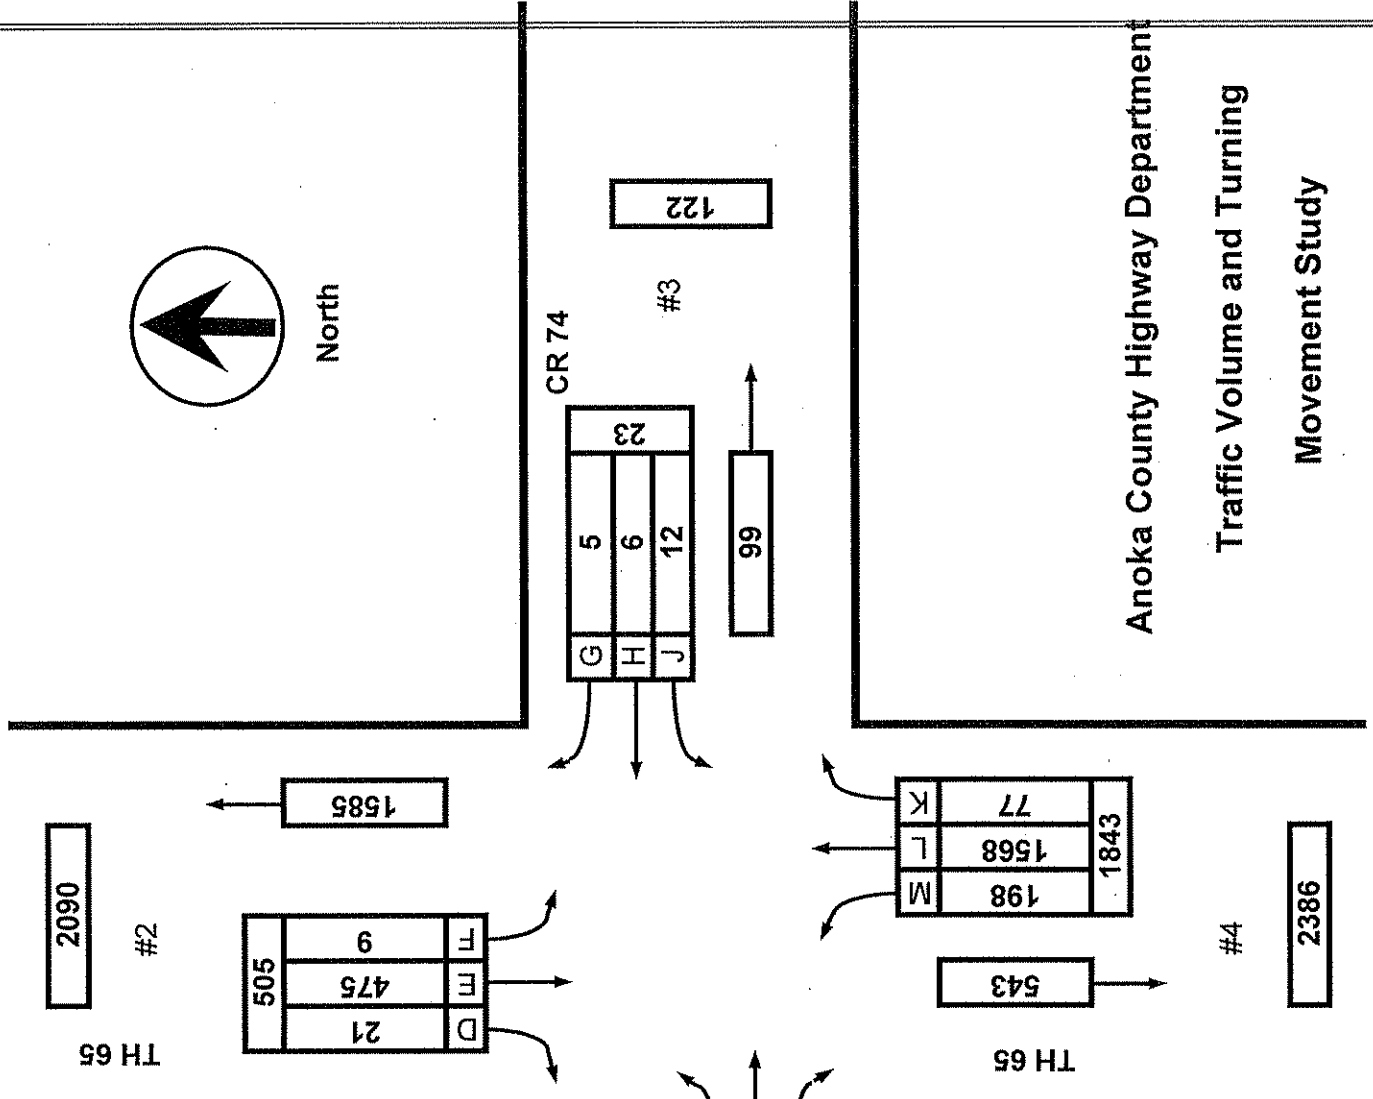 Anoka County Highway Department
Traffic Volume and Turning
Movement Study
North
TH 65
#2
2090
505
21
475
9
D
E
F
1585
CR 74
#3
122
23
G 5
H 6
J 12
99
M
L
K
198
1568
77
1843
543
TH 65
#4
2386